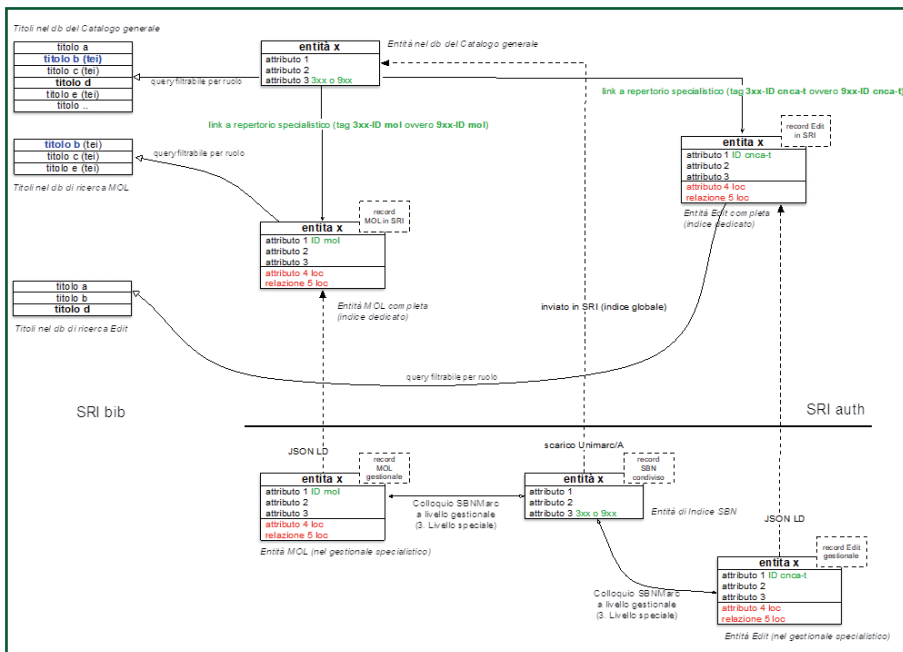 Titoli nel db del Catalogo generale
titolo a
titolo b (tei)
titolo c (tei)
titolo d
titolo e (tei)
titolo ..
entità x
attributo 1
attributo 2
attributo 3 3xx o 9xx
Entità nel db del Catalogo generale
query filtrabile per ruolo
link a repertorio specialistico (tag 3xx-ID cnca-t ovvero 9xx-ID cnca-t)
link a repertorio specialistico (tag 3xx-ID mol ovvero 9xx-ID mol)
record Edit
in SRI
entità x
attributo 1 ID cnca-t
attributo 2
attributo 3
attributo 4 loc
relazione 5 loc
Entità Edit completa
(indice dedicato)
titolo b (tei)
titolo c (tei)
titolo e (tei)
Titoli nel db di ricerca MOL
query filtrabile per ruolo
record
MOL in SRI
entità x
attributo 1 ID mol
attributo 2
attributo 3
attributo 4 loc
relazione 5 loc
Entità MOL completa
(indice dedicato)
titolo a
titolo b
titolo d
Titoli nel db di ricerca Edit
inviato in SRI (indice globale)
query filtrabile per ruolo
SRI bib
SRI auth
JSON LD
scarico Unimarc/A
record
MOL
gestionale
entità x
attributo 1 ID mol
attributo 2
attributo 3
attributo 4 loc
relazione 5 loc
Entità MOL (nel gestionale specialistico)
Colloquio SBNMarc
a livello gestionale
(3. Livello speciale)
record
SBN
condiviso
entità x
attributo 1
attributo 2
attributo 3 3xx o 9xx
Entità di Indice SBN
JSON LD
record Edit
gestionale
entità x
attributo 1 ID cnca-t
attributo 2
attributo 3
attributo 4 loc
relazione 5 loc
Colloquio SBNMarc
a livello gestionale
(3. Livello speciale)
Entità Edit (nel gestionale specialistico)